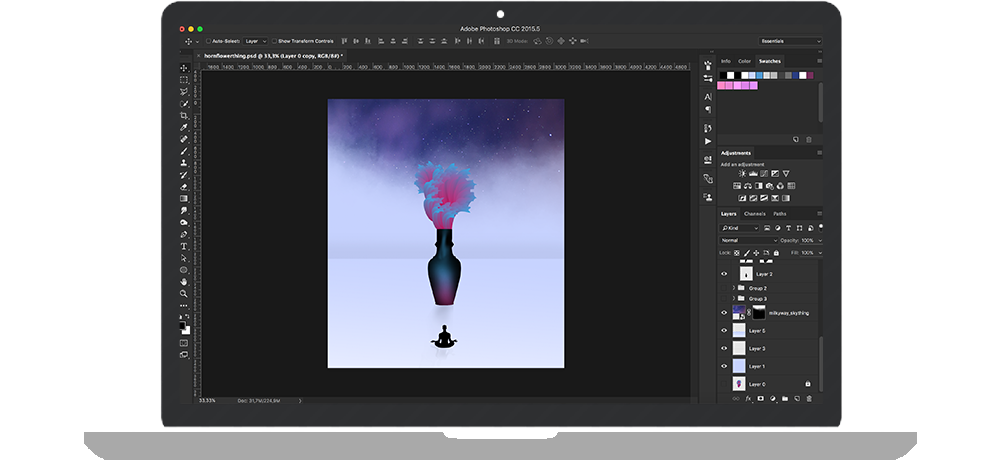 Adobe Photoshop CC 2015.5
Auto-Select: Layer Show Transform Controls 3D Mode: Essentials
× hornflowerthing.psd @ 33,3% (Layer 0 copy, RGB/8#) *
Info Color Swatches
Adjustments
Add an adjustment
Layers Channels Paths
Kind
Normal Opacity: 100%
Lock: Fill: 100%
Layer 2
Group 2
Group 3
milkyway_skything
Layer 5
Layer 3
Layer 1
Layer 0
33,33% Doc: 31,7M/234,9M